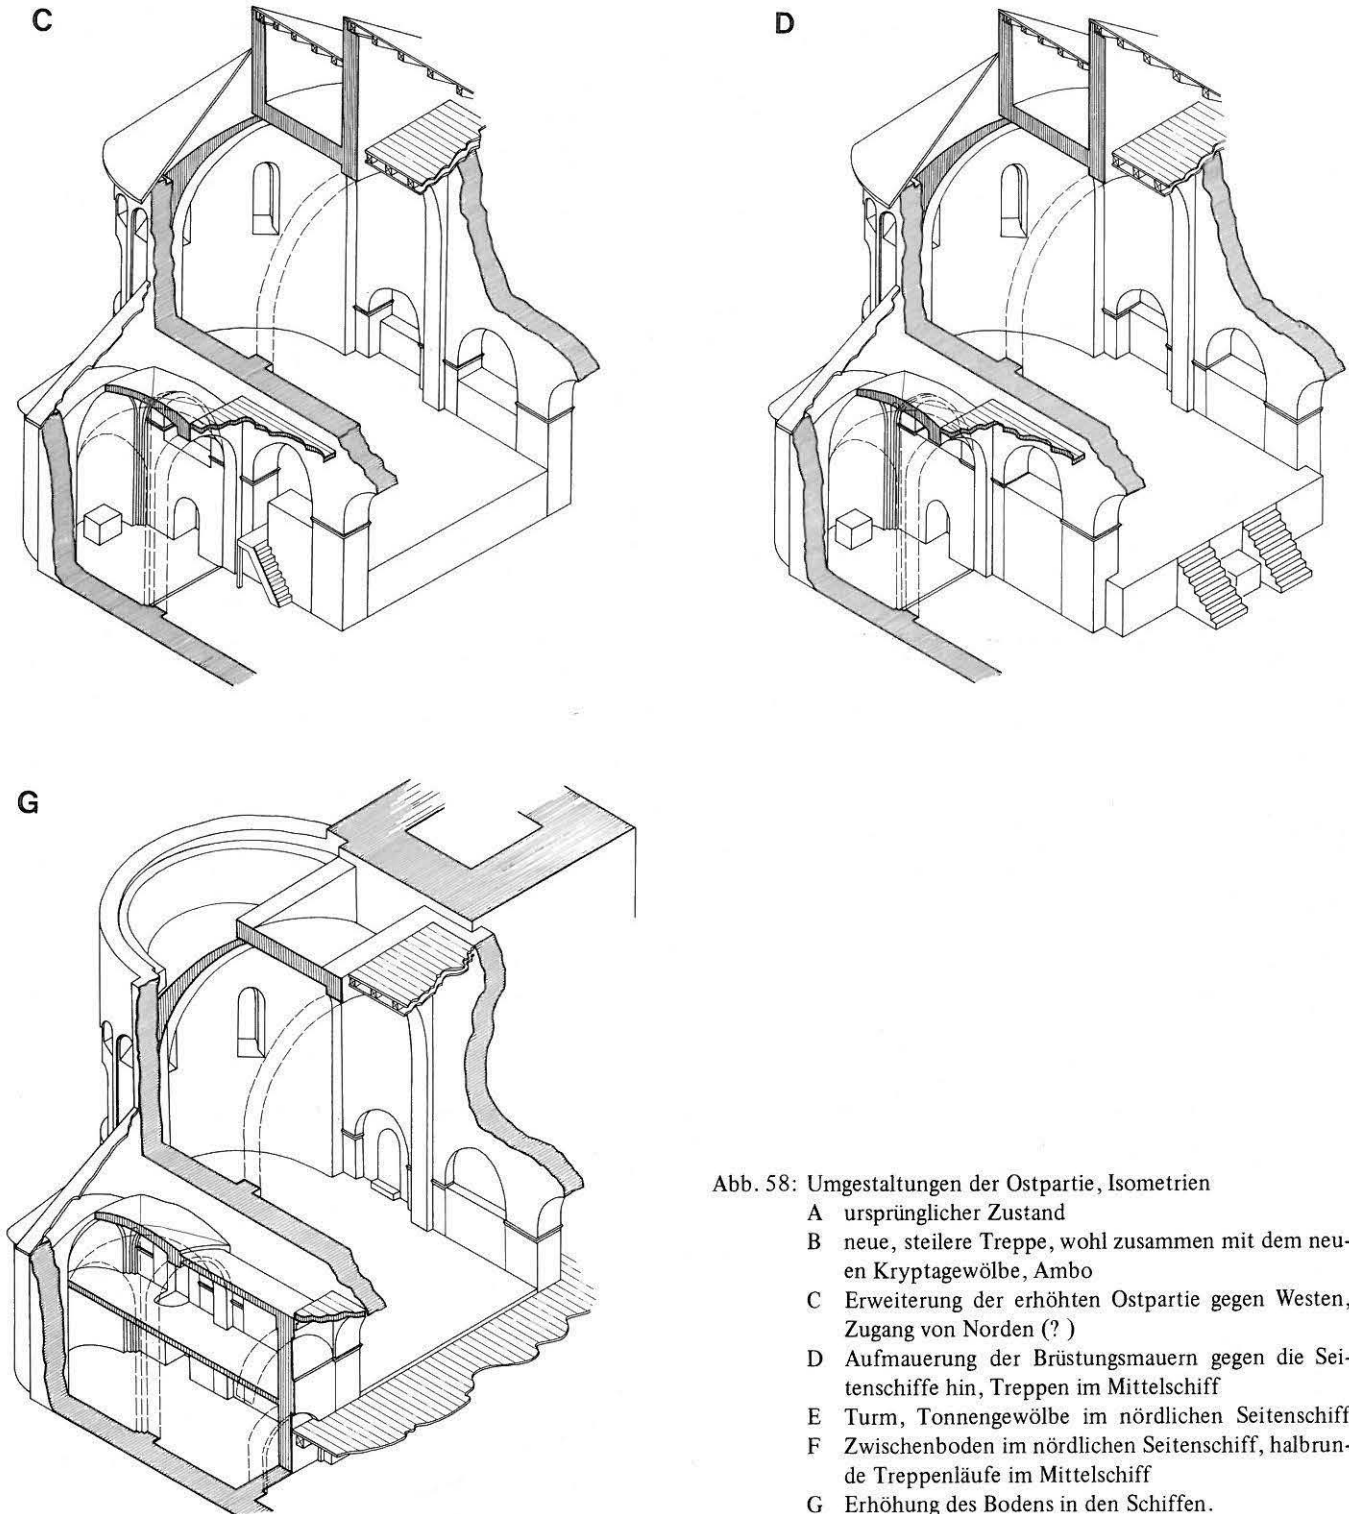 C
D
G
Abb. 58: Umgestaltungen der Ostpartie, Isometrien
A ursprünglicher Zustand
B neue, steilere Treppe, wohl zusammen mit dem neu-
en Kryptagewölbe, Ambo
C Erweiterung der erhöhten Ostpartie gegen Westen,
Zugang von Norden (? )
D Aufmauerung der Brüstungsmauern gegen die Sei-
tenschiffe hin, Treppen im Mittelschiff
E Turm, Tonnengewölbe im nördlichen Seitenschiff
F Zwischenboden im nördlichen Seitenschiff, halbrun-
de Treppenläufe im Mittelschiff
G Erhöhung des Bodens in den Schiffen.